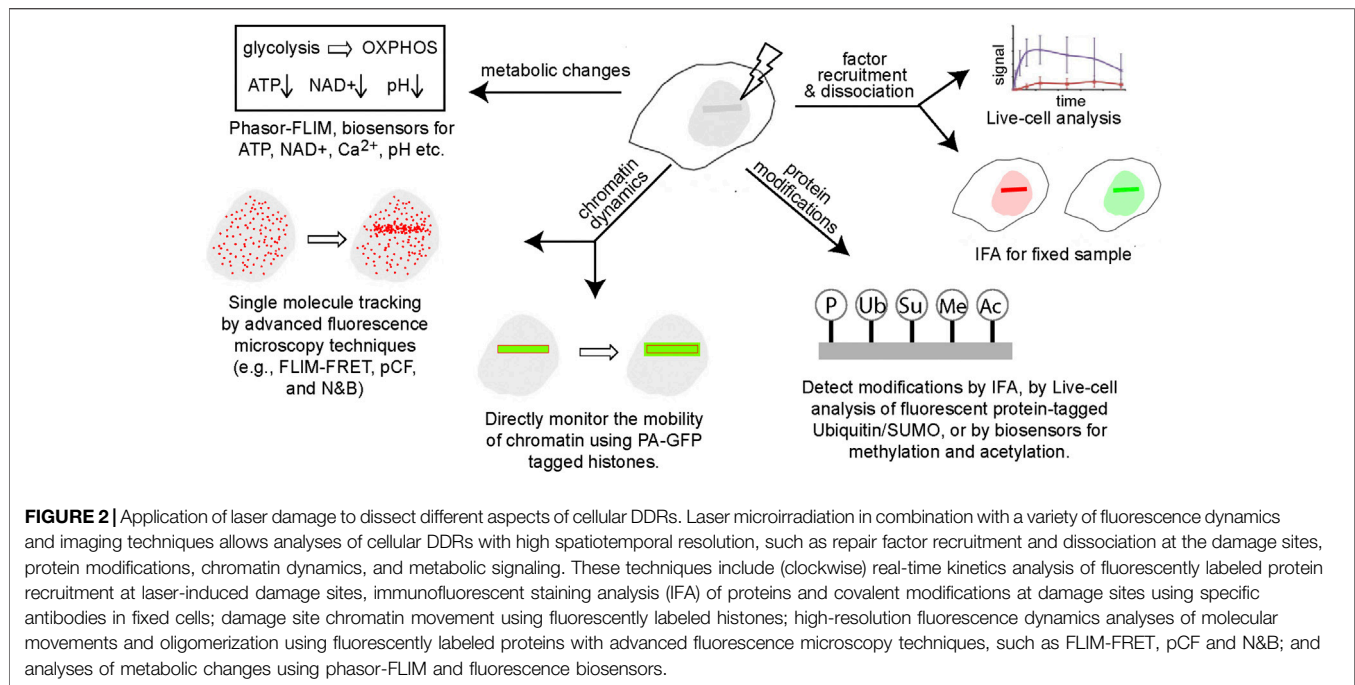 glycolysis ⇨ OXPHOS
ATP↓ NAD+↓ pH↓
Phasor-FLIM, biosensors for
ATP, NAD+, Ca²⁺, pH etc.
metabolic changes
factor
recruitment
& dissociation
signal
time
Live-cell analysis
IFA for fixed sample
chromatin
dynamics
protein
modifications
Single molecule tracking
by advanced fluorescence
microscopy techniques
(e.g., FLIM-FRET, pCF,
and N&B)
Directly monitor the mobility
of chromatin using PA-GFP
tagged histones.
P Ub Su Me Ac
Detect modifications by IFA, by Live-cell
analysis of fluorescent protein-tagged
Ubiquitin/SUMO, or by biosensors for
methylation and acetylation.
FIGURE 2 | Application of laser damage to dissect different aspects of cellular DDRs. Laser microirradiation in combination with a variety of fluorescence dynamics
and imaging techniques allows analyses of cellular DDRs with high spatiotemporal resolution, such as repair factor recruitment and dissociation at the damage sites,
protein modifications, chromatin dynamics, and metabolic signaling. These techniques include (clockwise) real-time kinetics analysis of fluorescently labeled protein
recruitment at laser-induced damage sites, immunofluorescent staining analysis (IFA) of proteins and covalent modifications at damage sites using specific
antibodies in fixed cells; damage site chromatin movement using fluorescently labeled histones; high-resolution fluorescence dynamics analyses of molecular
movements and oligomerization using fluorescently labeled proteins with advanced fluorescence microscopy techniques, such as FLIM-FRET, pCF and N&B; and
analyses of metabolic changes using phasor-FLIM and fluorescence biosensors.